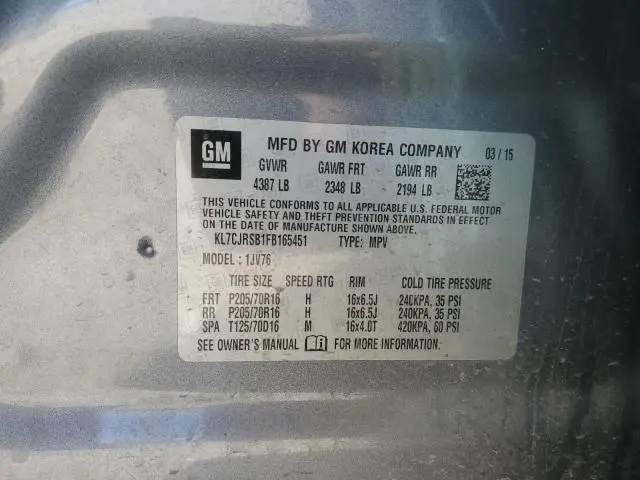 GM
MFD BY GM KOREA COMPANY 03 / 15
GVWR GAWR FRT GAWR RR
4387 LB 2348 LB 2194 LB
THIS VEHICLE CONFORMS TO ALL APPLICABLE U.S. FEDERAL MOTOR
VEHICLE SAFETY AND THEFT PREVENTION STANDARDS IN EFFECT
ON THE DATE OF MANUFACTURE SHOWN ABOVE.
KL7CJRSB1FB165451 TYPE: MPV
MODEL : 1JV76
TIRE SIZE SPEED RTG RIM COLD TIRE PRESSURE
FRT P205/70R16 H 16x6.5J 240KPA, 35 PSI
RR P205/70R16 H 16x6.5J 240KPA, 35 PSI
SPA T125/70D16 M 16x4.0T 420KPA, 60 PSI
SEE OWNER'S MANUAL FOR MORE INFORMATION.